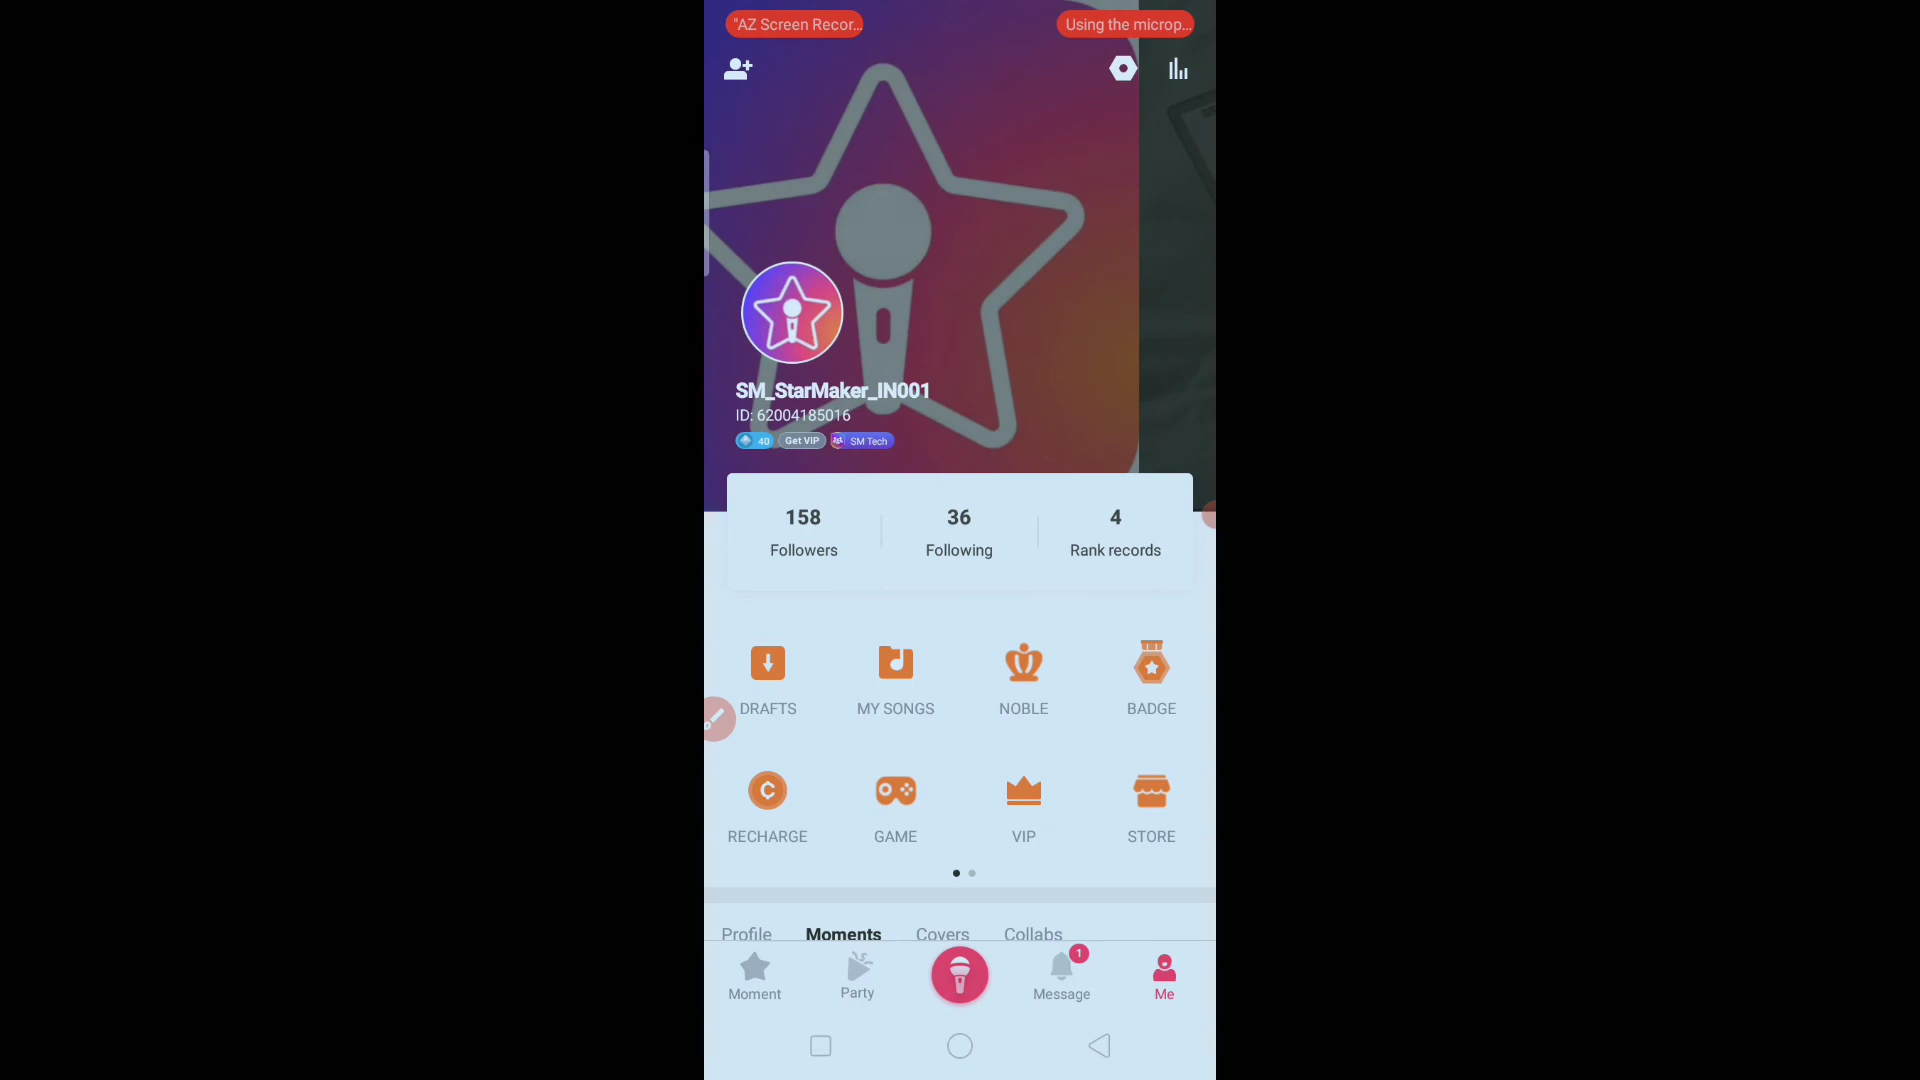 "AZ Screen Recor...
Using the microp...
SM_StarMaker_IN001
ID: 62004185016
40
Get VIP
SM Tech
158
36
4
Followers
Following
Rank records
DRAFTS
MY SONGS
NOBLE
BADGE
RECHARGE
GAME
VIP
STORE
Profile
Moments
Covers
Collabs
1
Moment
Party
Message
Me